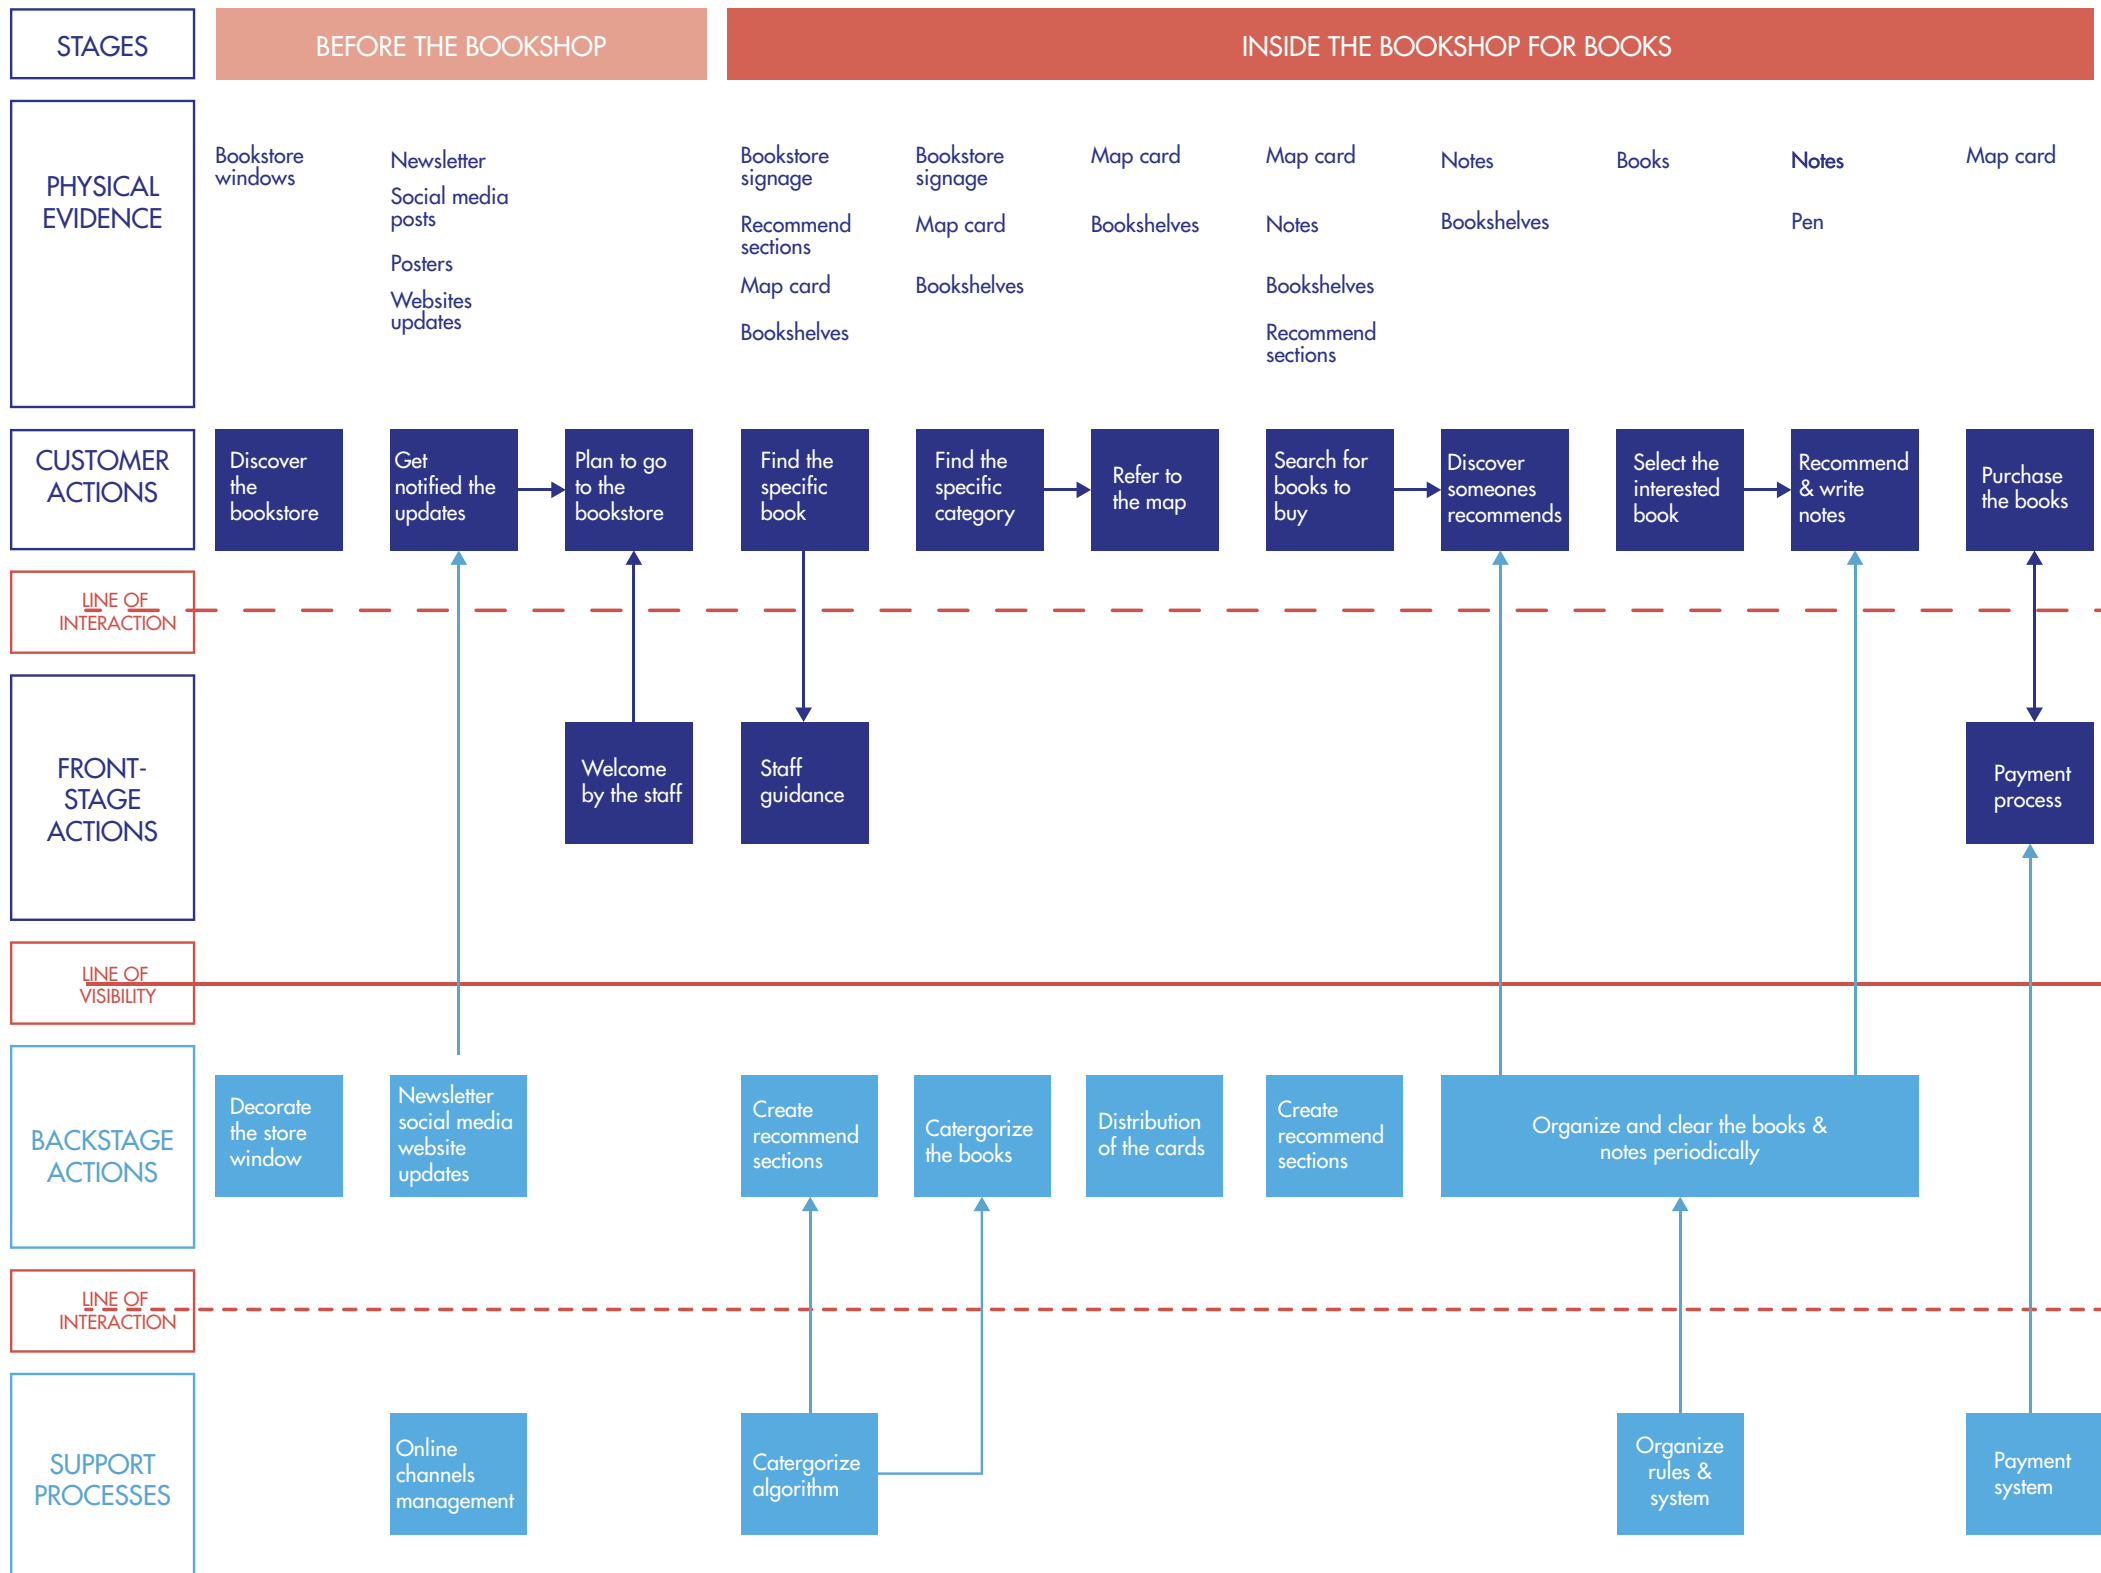 STAGES
BEFORE THE BOOKSHOP
INSIDE THE BOOKSHOP FOR BOOKS
PHYSICAL
EVIDENCE
Bookstore
windows
Newsletter
Social media
posts
Posters
Websites
updates
Bookstore
signage
Recommend
sections
Map card
Bookshelves
Bookstore
signage
Map card
Bookshelves
Map card
Bookshelves
Map card
Notes
Bookshelves
Recommend
sections
Notes
Bookshelves
Books
Notes
Pen
Map card
CUSTOMER
ACTIONS
Discover
the
bookstore
Get
notified the
updates
Plan to go
to the
bookstore
Find the
specific
book
Find the
specific
category
Refer to
the map
Search for
books to
buy
Discover
someones
recommends
Select the
interested
book
Recommend
& write
notes
Purchase
the books
LINE OF
INTERACTION
FRONT-
STAGE
ACTIONS
Welcome
by the staff
Staff
guidance
Payment
process
LINE OF
VISIBILITY
BACKSTAGE
ACTIONS
Decorate
the store
window
Newsletter
social media
website
updates
Create
recommend
sections
Catergorize
the books
Distribution
of the cards
Create
recommend
sections
Organize and clear the books &
notes periodically
LINE OF
INTERACTION
SUPPORT
PROCESSES
Online
channels
management
Catergorize
algorithm
Organize
rules &
system
Payment
system